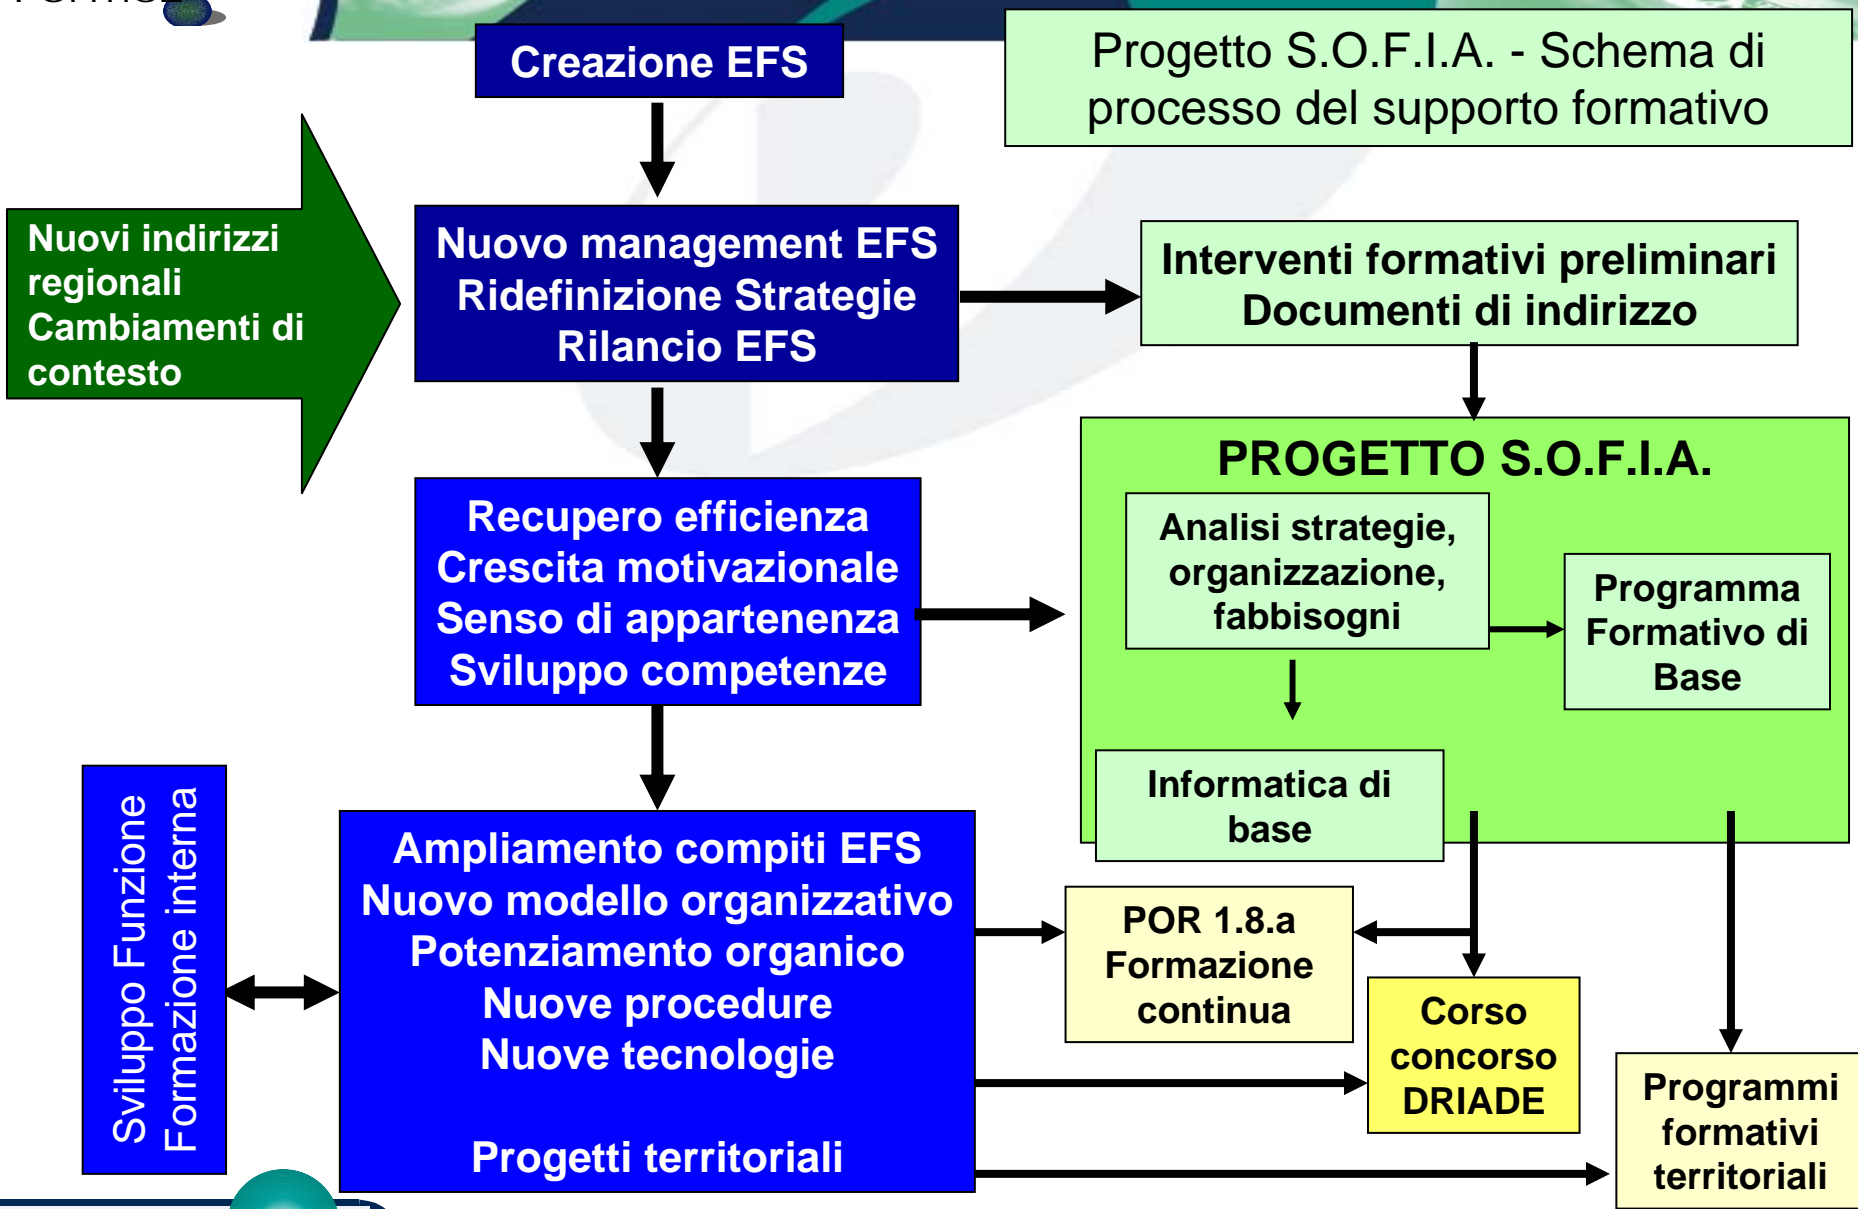 Creazione EFS
Progetto S.O.F.I.A. - Schema di
processo del supporto formativo
Nuovi indirizzi
regionali
Cambiamenti di
contesto
Nuovo management EFS
Ridefinizione Strategie
Rilancio EFS
Interventi formativi preliminari
Documenti di indirizzo
Recupero efficienza
Crescita motivazionale
Senso di appartenenza
Sviluppo competenze
PROGETTO S.O.F.I.A.
Analisi strategie,
organizzazione,
fabbisogni
Programma
Formativo di
Base
Informatica di
base
Sviluppo Funzione
Formazione interna
Ampliamento compiti EFS
Nuovo modello organizzativo
Potenziamento organico
Nuove procedure
Nuove tecnologie
Progetti territoriali
POR 1.8.a
Formazione
continua
Corso
concorso
DRIADE
Programmi
formativi
territoriali